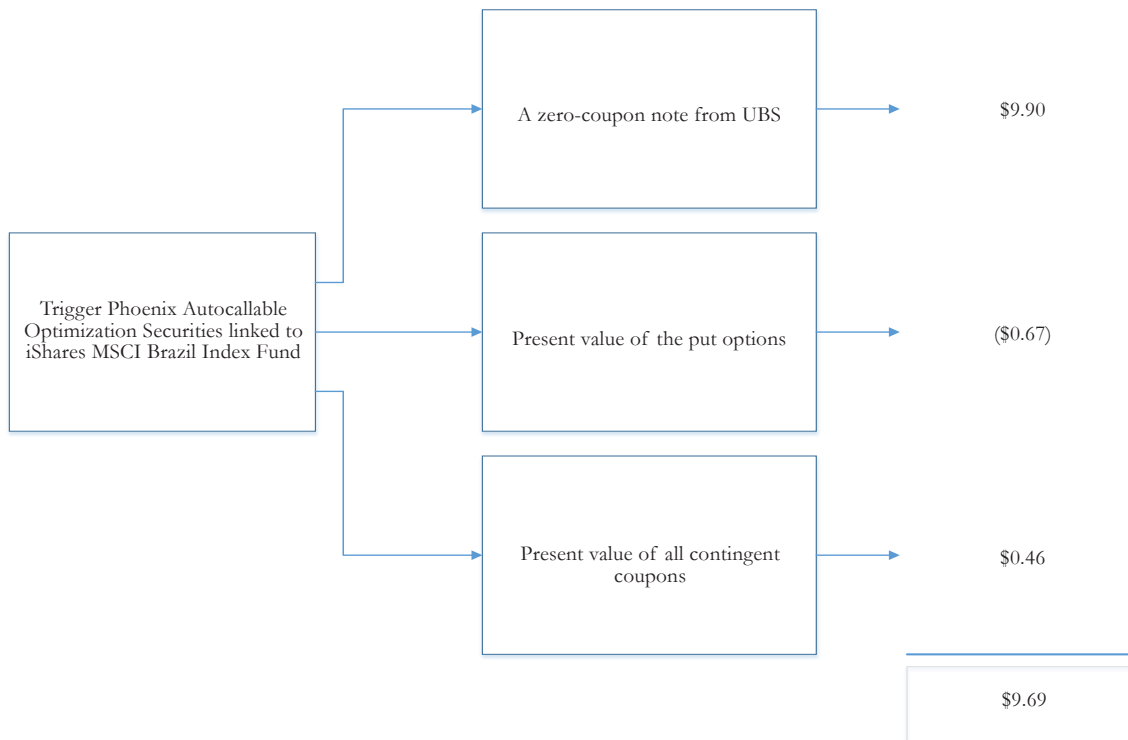 A zero-coupon note from UBS
$9.90
Trigger Phoenix Autocallable
Optimization Securities linked to
iShares MSCI Brazil Index Fund
Present value of the put options
($0.67)
Present value of all contingent
coupons
$0.46
$9.69